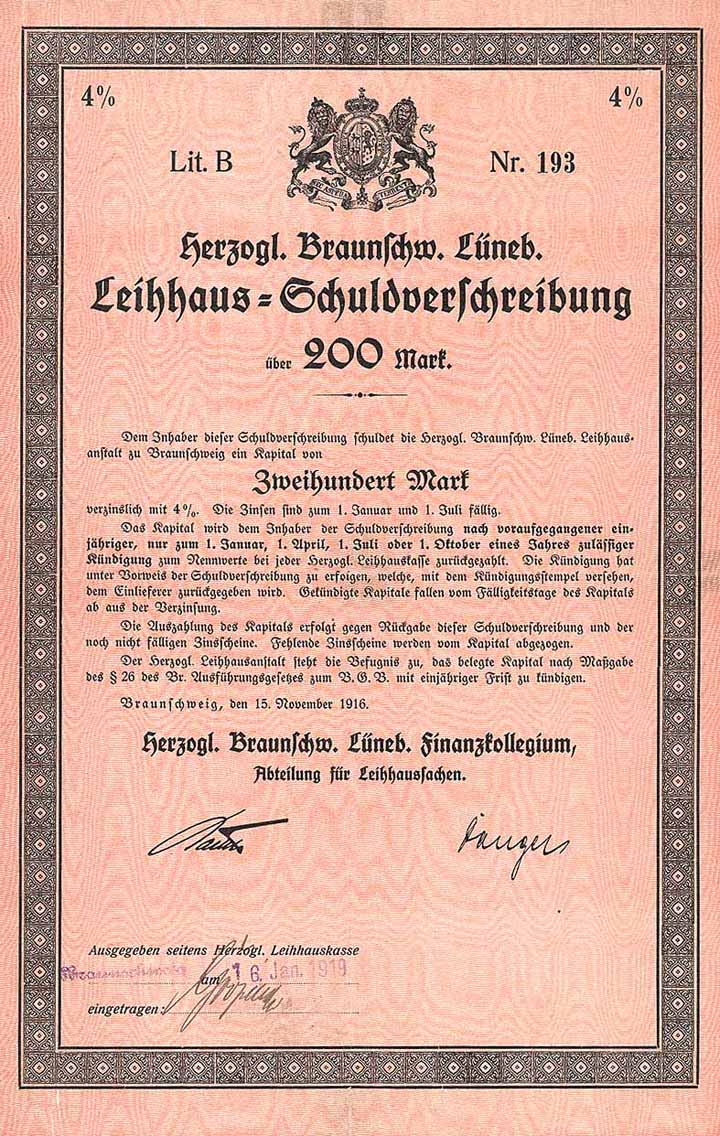 4% 4%
Lit. B Nr. 193
NEC ASPERA TERRENT
Herzogl. Braunschw. Lüneb.
Leihhaus=Schuldverschreibung
über 200 Mark.
Dem Inhaber dieser Schuldverschreibung schuldet die Herzogl. Braunschw. Lüneb. Leihhaus-
anstalt zu Braunschweig ein Kapital von
Zweihundert Mark
verzinslich mit 4%. Die Zinsen sind zum 1. Januar und 1. Juli fällig.
Das Kapital wird dem Inhaber der Schuldverschreibung nach voraufgegangener ein-
jähriger, nur zum 1. Januar, 1. April, 1. Juli oder 1. Oktober eines Jahres zulässiger
Kündigung zum Nennwerte bei jeder Herzogl. Leihhauskasse zurückgezahlt. Die Kündigung hat
unter Vorweis der Schuldverschreibung zu erfolgen, welche, mit dem Kündigungsstempel versehen,
dem Einlieferer zurückgegeben wird. Gekündigte Kapitale fallen vom Fälligkeitstage des Kapitals
ab aus der Verzinsung.
Die Auszahlung des Kapitals erfolgt gegen Rückgabe dieser Schuldverschreibung und der
noch nicht fälligen Zinsscheine. Fehlende Zinsscheine werden vom Kapital abgezogen.
Der Herzogl. Leihhausanstalt steht die Befugnis zu, das belegte Kapital nach Maßgabe
des § 26 des Br. Ausführungsgesetzes zum B. G. B. mit einjähriger Frist zu kündigen.
Braunschweig, den 15. November 1916.
Herzogl. Braunschw. Lüneb. Finanzkollegium,
Abteilung für Leihhaussachen.
Ausgegeben seitens Herzogl. Leihhauskasse
Braunschweig am 16. Jan. 1919
eingetragen: